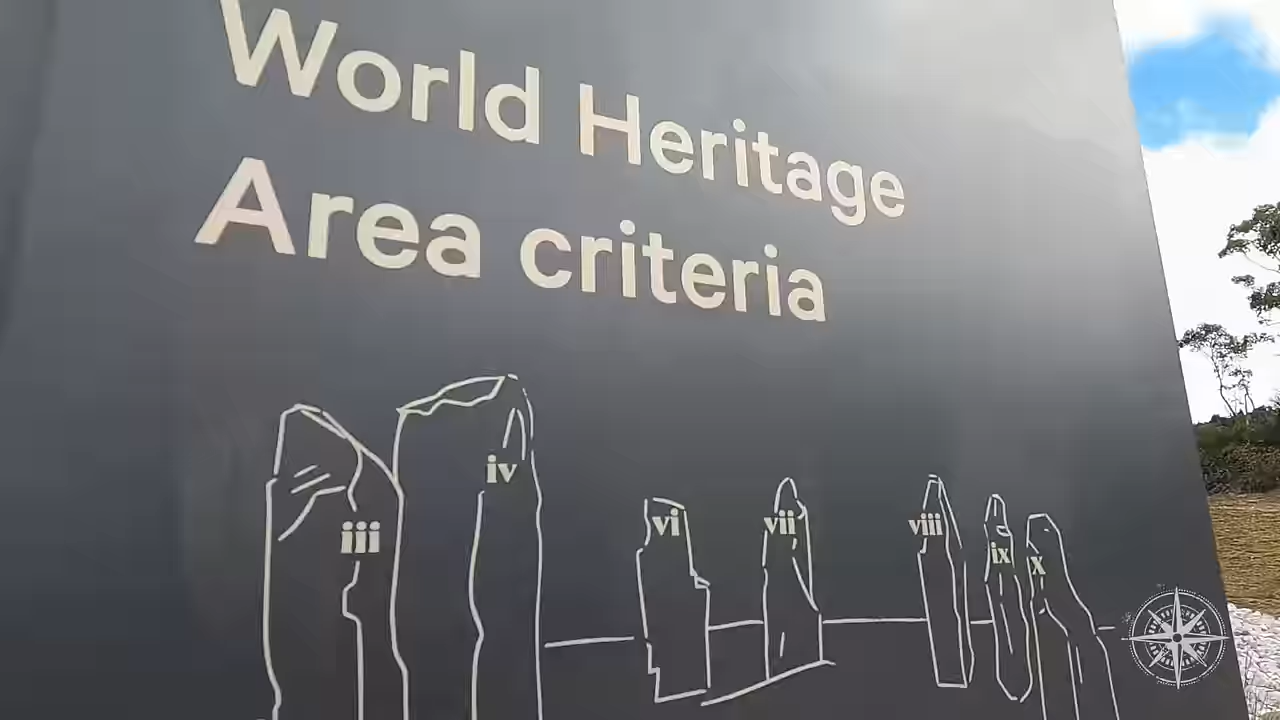 World Heritage
Area criteria
iii
iv
vi
vii
viii
ix
x